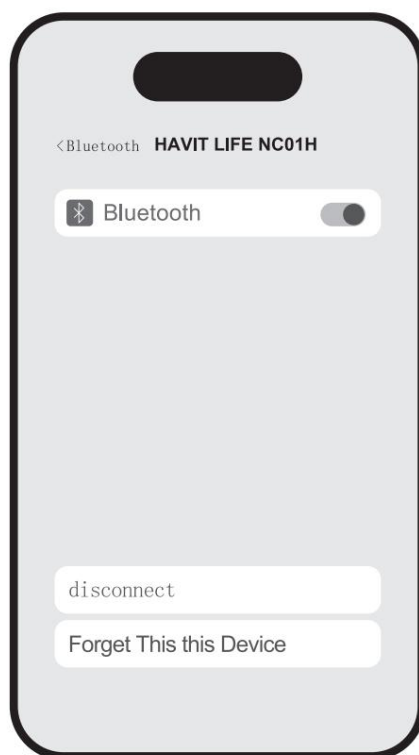 <Bluetooth HAVIT LIFE NC01H
Bluetooth
disconnect
Forget This this Device